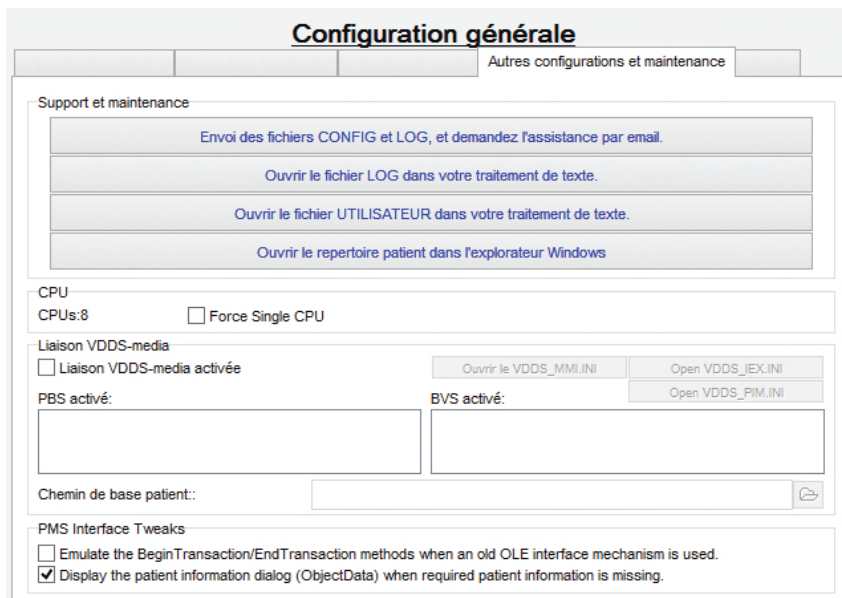 Configuration générale
Autres configurations et maintenance
Support et maintenance
Envoi des fichiers CONFIG et LOG, et demandez l'assistance par email.
Ouvrir le fichier LOG dans votre traitement de texte.
Ouvrir le fichier UTILISATEUR dans votre traitement de texte.
Ouvrir le repertoire patient dans l'explorateur Windows
CPU
CPUs:8 Force Single CPU
Liaison VDDS-media
Liaison VDDS-media activée Ouvrir le VDDS_MMI.INI Open VDDS_IEX.INI
Open VDDS_PIM.INI
PBS activé: BVS activé:
Chemin de base patient::
PMS Interface Tweaks
Emulate the BeginTransaction/EndTransaction methods when an old OLE interface mechanism is used.
Display the patient information dialog (ObjectData) when required patient information is missing.